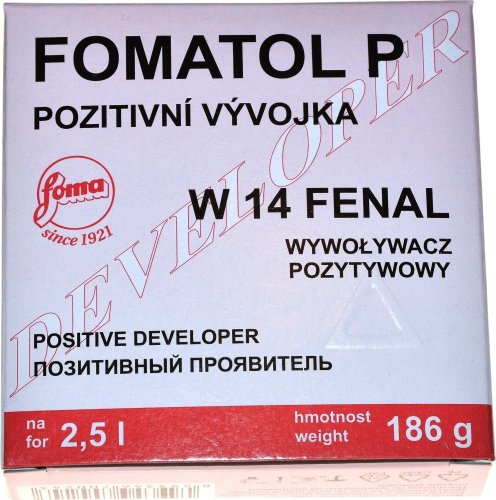 FOMATOL P
POZITIVNÍ VÝVOJKA
DEVELOPER
foma
since 1921
W 14 FENAL
WYWOŁYWACZ
POZYTYWOWY
POSITIVE DEVELOPER
ПОЗИТИВНЫЙ ПРОЯВИТЕЛЬ
na
for 2,5 l
hmotnost
weight 186 g